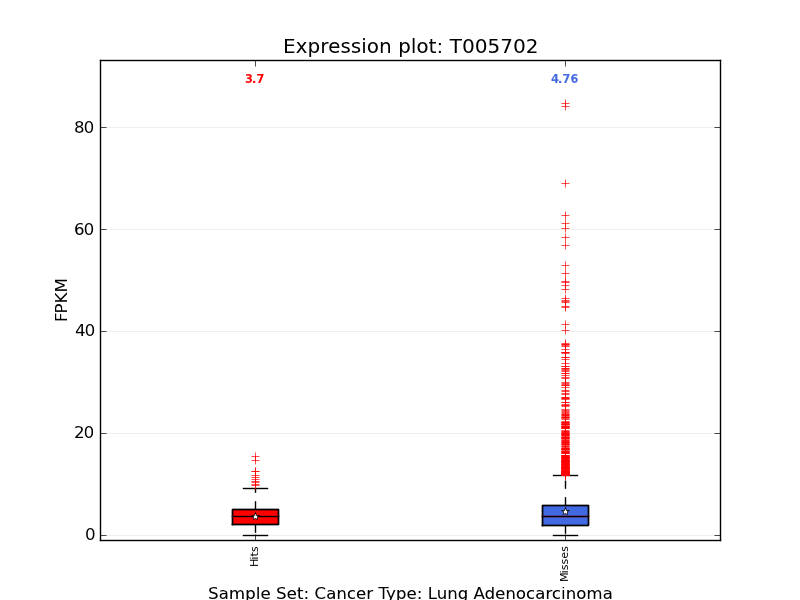 Expression plot: T005702
3.7
4.76
80
60
40
20
0
FPKM
Hits
Misses
Sample Set: Cancer Type: Lung Adenocarcinoma